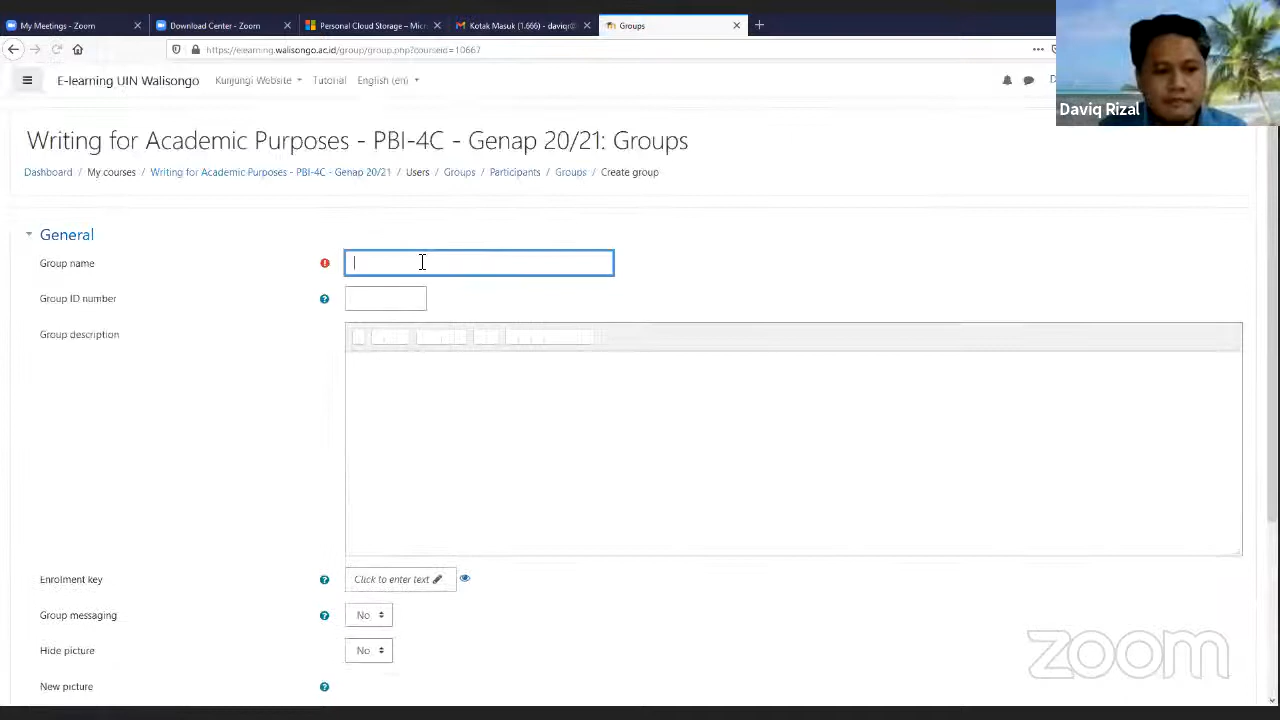 My Meetings - Zoom
Download Center - Zoom
Personal Cloud Storage – Micr
Kotak Masuk (1.666) - daviqr@
Groups
https://elearning.walisongo.ac.id/group/group.php?courseid=10667
E-learning UIN Walisongo
Kunjungi Website
Tutorial
English (en)
D
Daviq Rizal
Writing for Academic Purposes - PBI-4C - Genap 20/21: Groups
Dashboard / My courses / Writing for Academic Purposes - PBI-4C - Genap 20/21 / Users / Groups / Participants / Groups / Create group
General
Group name
Group ID number
Group description
Enrolment key
Click to enter text
Group messaging
No
Hide picture
No
New picture
zoom